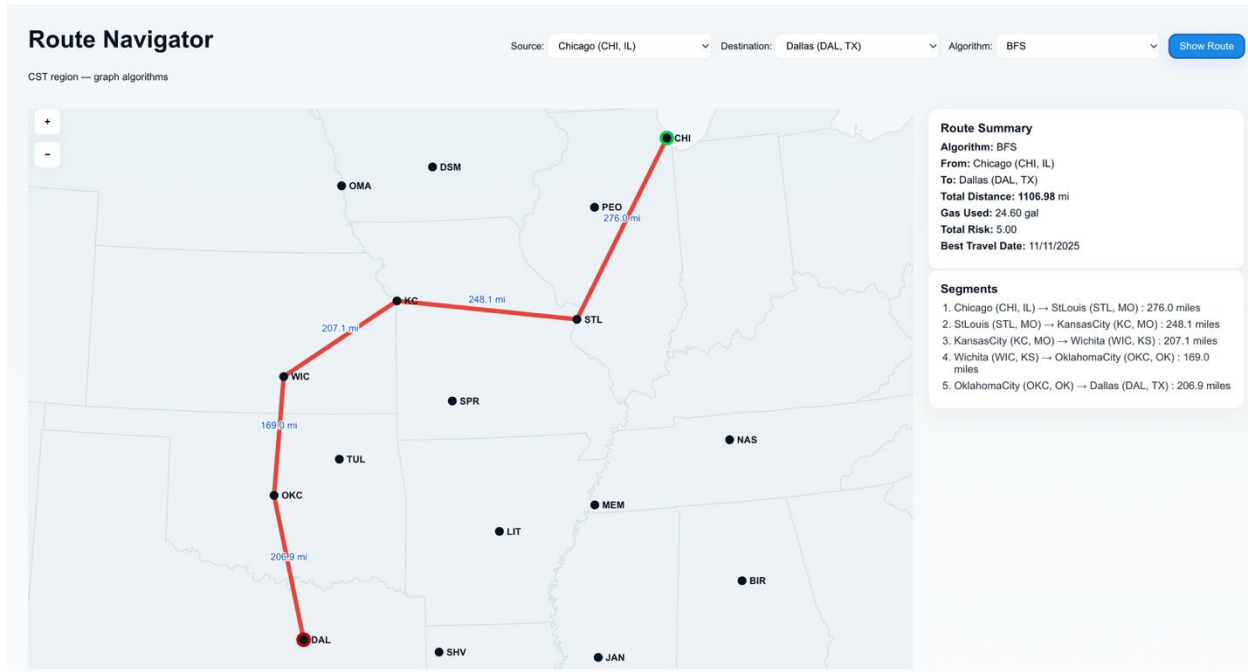 Route Navigator
Source: Chicago (CHI, IL) Destination: Dallas (DAL, TX) Algorithm: BFS Show Route
CST region — graph algorithms
+
−
CHI
DSM
OMA
PEO
276.0 mi
KC
248.1 mi
STL
207.1 mi
WIC
SPR
169.0 mi
NAS
TUL
OKC
MEM
LIT
206.9 mi
BIR
DAL
SHV
JAN
Route Summary
Algorithm: BFS
From: Chicago (CHI, IL)
To: Dallas (DAL, TX)
Total Distance: 1106.98 mi
Gas Used: 24.60 gal
Total Risk: 5.00
Best Travel Date: 11/11/2025
Segments
1. Chicago (CHI, IL) → StLouis (STL, MO) : 276.0 miles
2. StLouis (STL, MO) → KansasCity (KC, MO) : 248.1 miles
3. KansasCity (KC, MO) → Wichita (WIC, KS) : 207.1 miles
4. Wichita (WIC, KS) → OklahomaCity (OKC, OK) : 169.0
miles
5. OklahomaCity (OKC, OK) → Dallas (DAL, TX) : 206.9 miles